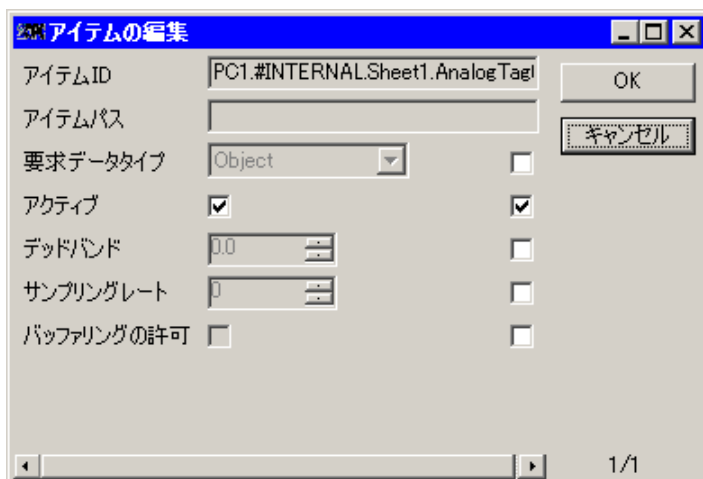 アイテムの編集
アイテムID PC1.#INTERNAL.Sheet1.AnalogTag OK
アイテムパス キャンセル
要求データタイプ Object
アクティブ
デッドバンド 0.0
サンプリングレート 0
バッファリングの許可
1/1